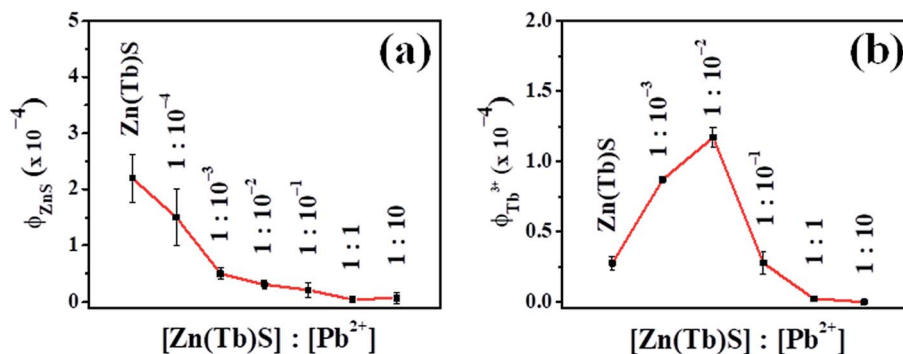 (a)
5
4
3
2
1
0
ϕ_ZnS (x 10⁻⁴)
Zn(Tb)S
1 : 10⁻⁴
1 : 10⁻³
1 : 10⁻²
1 : 10⁻¹
1 : 1
1 : 10
[Zn(Tb)S] : [Pb²⁺]
(b)
2.0
1.5
1.0
0.5
0.0
ϕ_Tb³⁺ (x 10⁻⁴)
Zn(Tb)S
1 : 10⁻³
1 : 10⁻²
1 : 10⁻¹
1 : 1
1 : 10
[Zn(Tb)S] : [Pb²⁺]